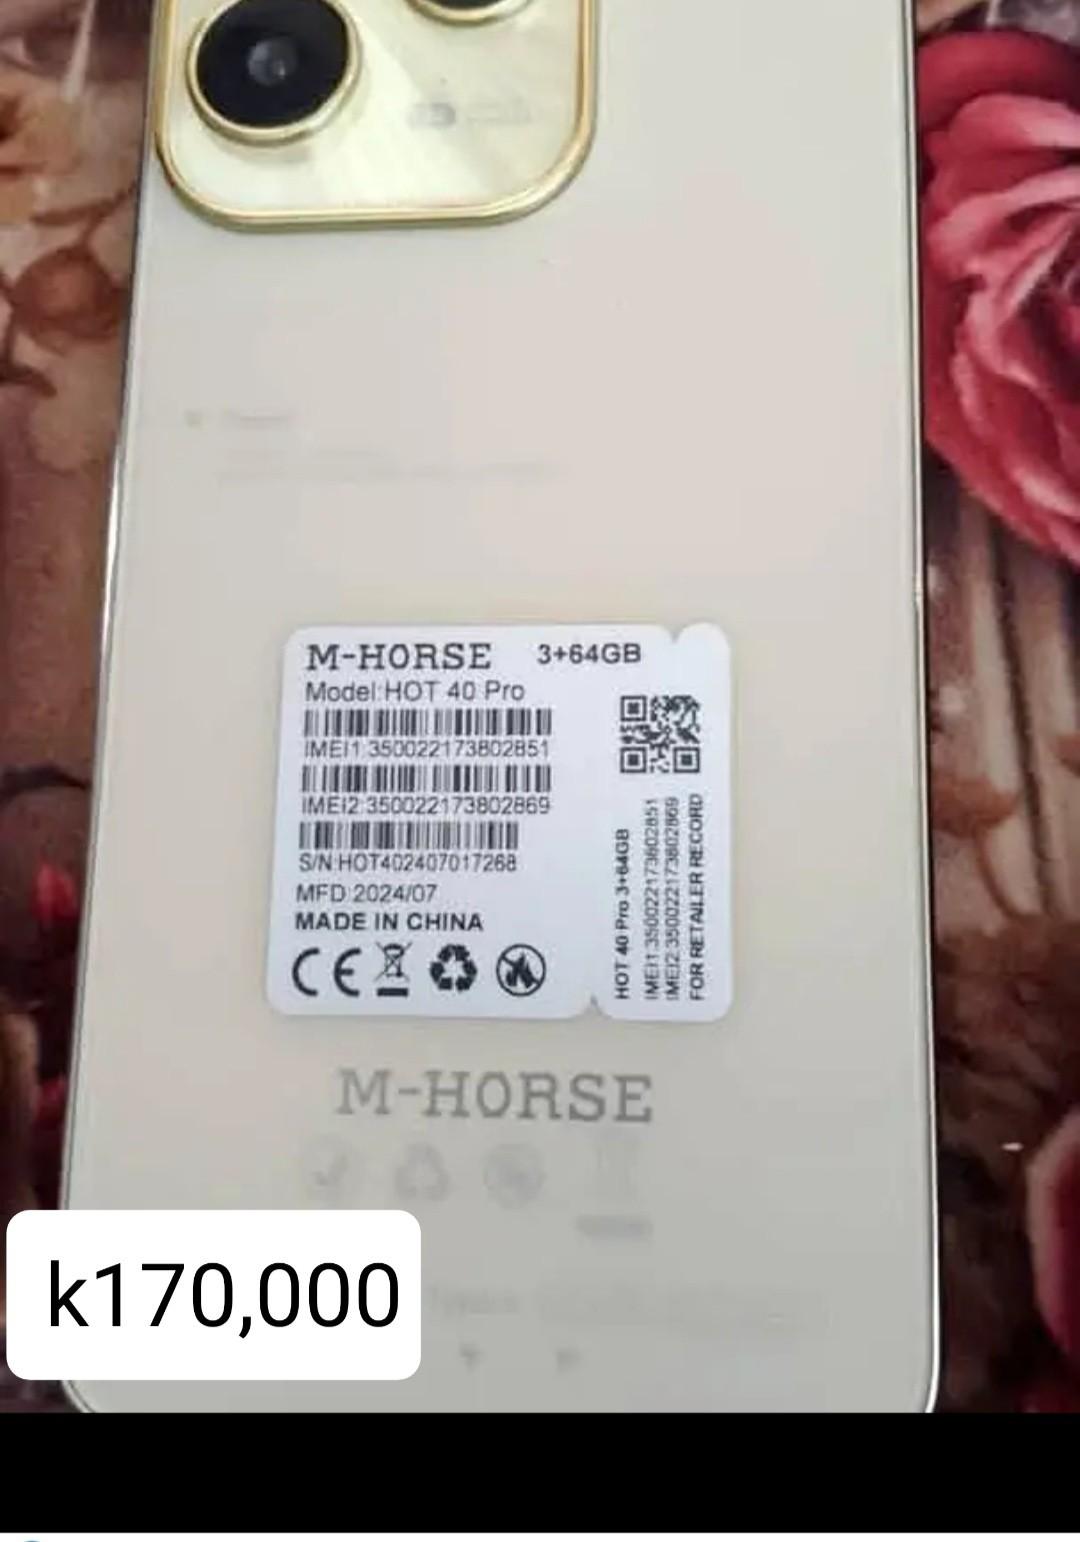 M-HORSE 3+64GB
Model:HOT 40 Pro
IMEI1:350022173802851
IMEI2:350022173802869
S/N:HOT402407017268
MFD:2024/07
MADE IN CHINA
CE
HOT 40 Pro 3+64GB
IMEI1:350022173802851
IMEI2:350022173802869
FOR RETAILER RECORD
M-HORSE
k170,000